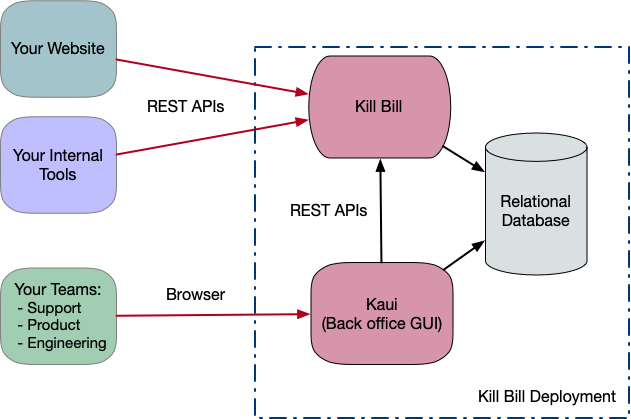 Your Website
REST APIs
Kill Bill
Your Internal
Tools
Relational
Database
REST APIs
Your Teams:
- Support
- Product
- Engineering
Browser
Kaui
(Back office GUI)
Kill Bill Deployment